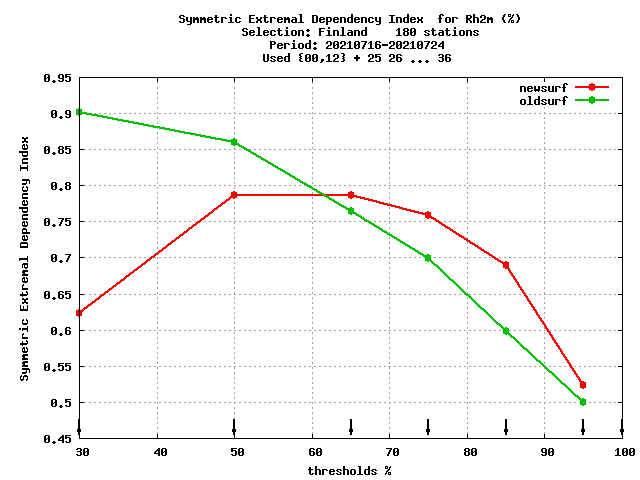 Symmetric Extremal Dependency Index  for Rh2m (%)
Selection: Finland    180 stations
Period: 20210716-20210724
Used {00,12} + 25 26 ... 36
newsurf
oldsurf
Symmetric Extremal Dependency Index
0.95
0.9
0.85
0.8
0.75
0.7
0.65
0.6
0.55
0.5
0.45
30 40 50 60 70 80 90 100
thresholds %